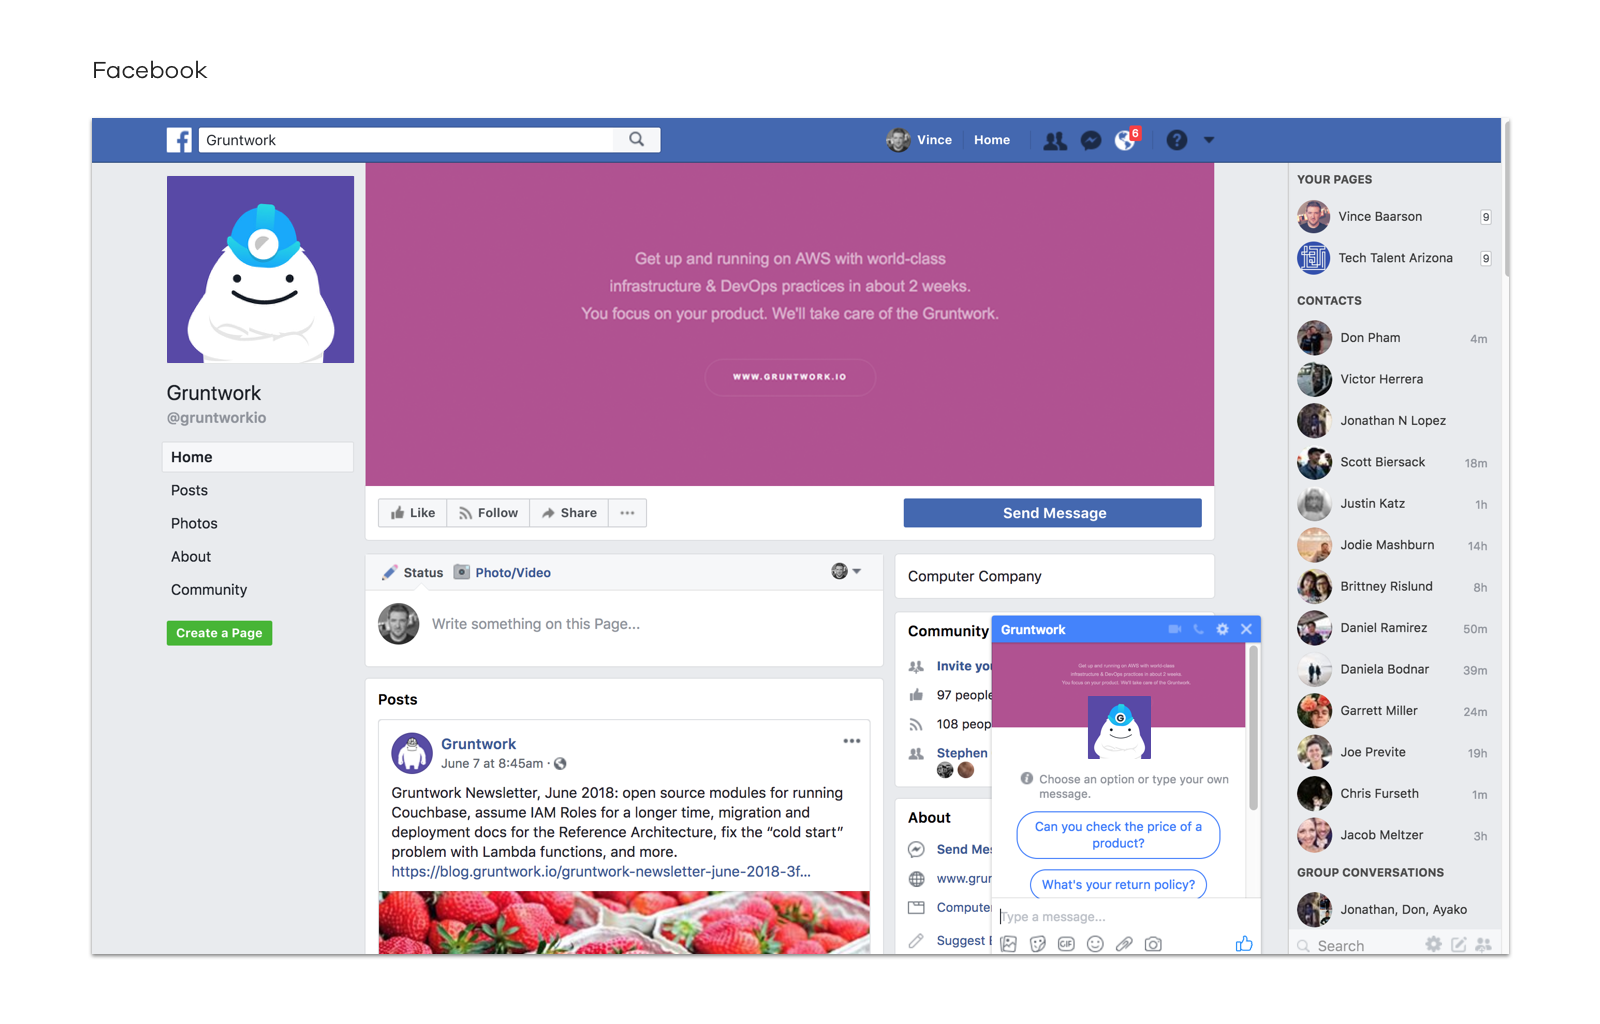 Facebook
Gruntwork
Vince
Home
6
?
Gruntwork
@gruntworkio
Home
Posts
Photos
About
Community
Create a Page
Get up and running on AWS with world-class
infrastructure & DevOps practices in about 2 weeks.
You focus on your product. We'll take care of the Gruntwork.
WWW.GRUNTWORK.IO
Like
Follow
Share
Send Message
Status
Photo/Video
Write something on this Page...
Posts
Gruntwork
June 7 at 8:45am ·
Gruntwork Newsletter, June 2018: open source modules for running
Couchbase, assume IAM Roles for a longer time, migration and
deployment docs for the Reference Architecture, fix the “cold start”
problem with Lambda functions, and more.
https://blog.gruntwork.io/gruntwork-newsletter-june-2018-3f...
Computer Company
Community
Invite you
97 people
108 peop
Stephen
About
Send Mes
www.grun
Computer
Suggest E
Gruntwork
Get up and running on AWS with world-class
infrastructure & DevOps practices in about 2 weeks.
You focus on your product. We'll take care of the Gruntwork.
G
Choose an option or type your own
message.
Can you check the price of a
product?
What's your return policy?
Type a message...
GIF
YOUR PAGES
Vince Baarson 9
Tech Talent Arizona 9
CONTACTS
Don Pham 4m
Victor Herrera
Jonathan N Lopez
Scott Biersack 18m
Justin Katz 1h
Jodie Mashburn 14h
Brittney Rislund 8h
Daniel Ramirez 50m
Daniela Bodnar 39m
Garrett Miller 24m
Joe Previte 19h
Chris Furseth 1m
Jacob Meltzer 3h
GROUP CONVERSATIONS
Jonathan, Don, Ayako
Search